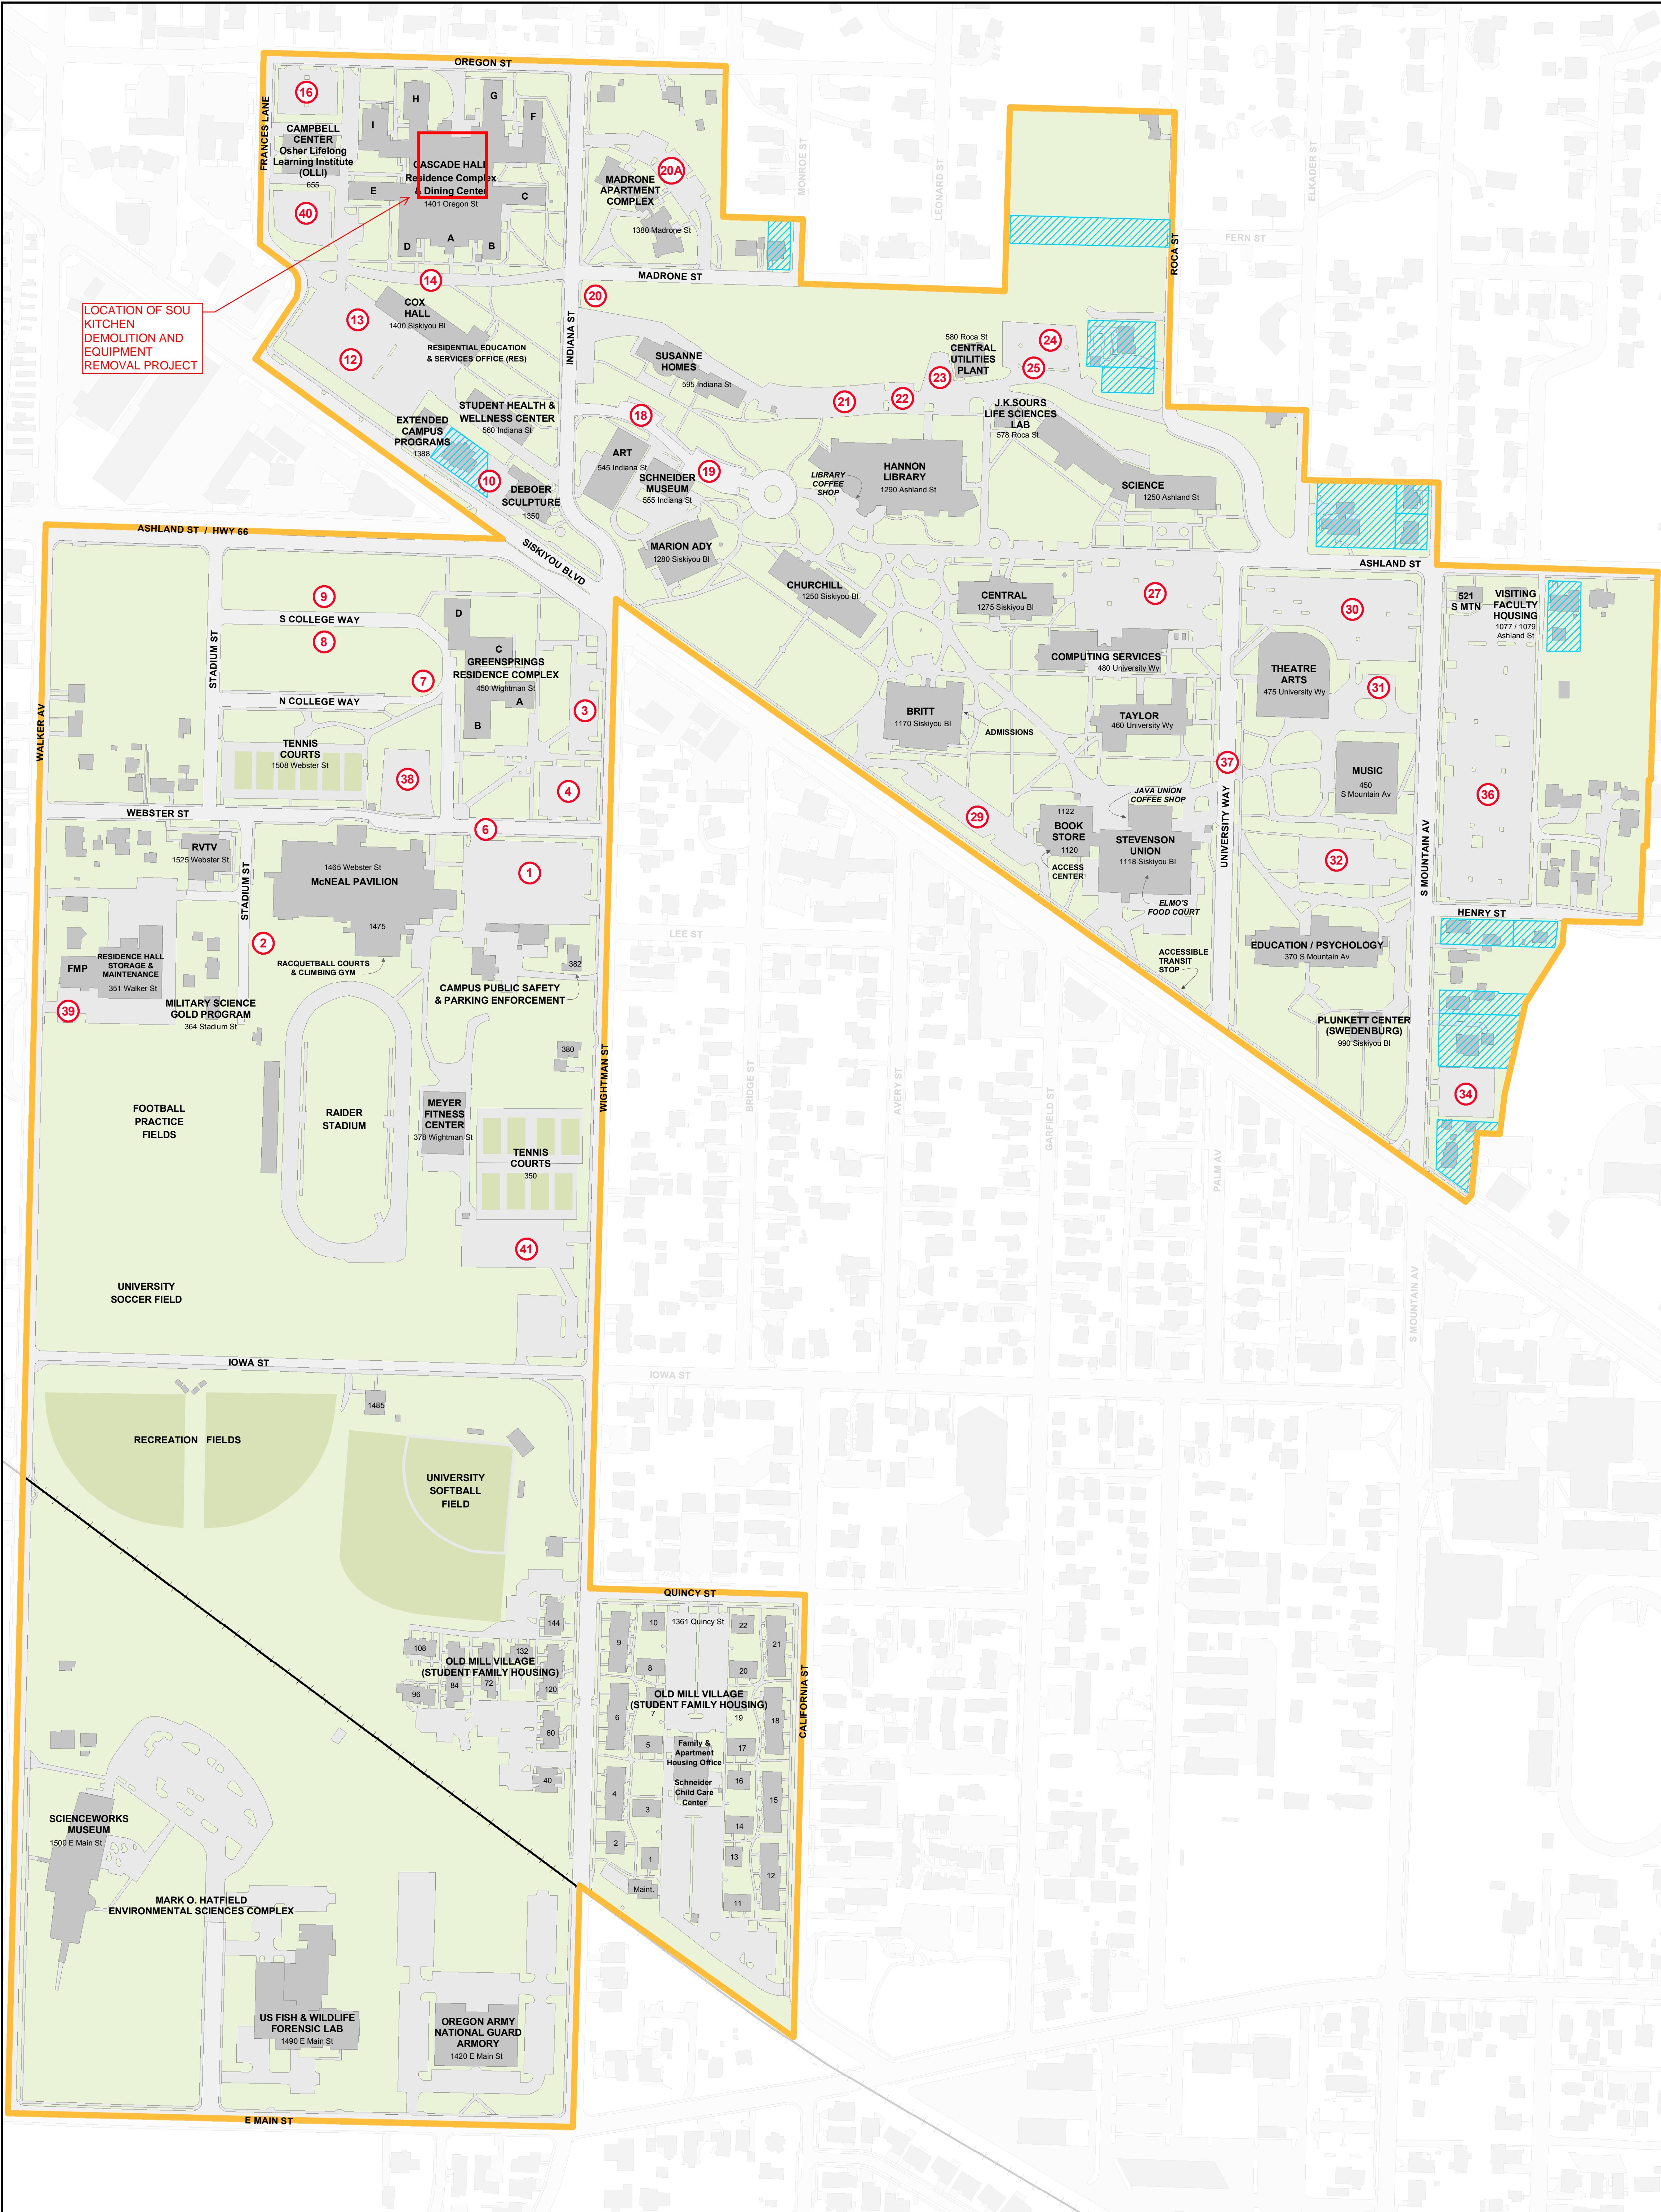 OREGON ST
FRANCES LANE
16
CAMPBELL
CENTER
Osher Lifelong
Learning Institute
(OLLI)
655
40
H
G
I
F
CASCADE HALL
Residence Complex
& Dining Center
1401 Oregon St
E
C
D
A
B
14
MADRONE
APARTMENT
COMPLEX
20A
1380 Madrone St
MADRONE ST
MONROE ST
LEONARD ST
ELKADER ST
FERN ST
ROCA ST
LOCATION OF SOU
KITCHEN
DEMOLITION AND
EQUIPMENT
REMOVAL PROJECT
13
12
COX
HALL
1400 Siskiyou Bl
RESIDENTIAL EDUCATION
& SERVICES OFFICE (RES)
INDIANA ST
20
SUSANNE
HOMES
595 Indiana St
21
22
23
580 Roca St
CENTRAL
UTILITIES
PLANT
24
25
J.K.SOURS
LIFE SCIENCES
LAB
578 Roca St
STUDENT HEALTH &
WELLNESS CENTER
560 Indiana St
EXTENDED
CAMPUS
PROGRAMS
1388
10
DEBOER
SCULPTURE
1350
18
ART
545 Indiana St
SCHNEIDER
MUSEUM
555 Indiana St
19
LIBRARY
COFFEE
SHOP
HANNON
LIBRARY
1290 Ashland St
SCIENCE
1250 Ashland St
ASHLAND ST / HWY 66
SISKIYOU BLVD
MARION ADY
1280 Siskiyou Bl
CHURCHILL
1250 Siskiyou Bl
CENTRAL
1275 Siskiyou Bl
27
ASHLAND ST
30
521
S MTN
VISITING
FACULTY
HOUSING
1077 / 1079
Ashland St
9
S COLLEGE WAY
8
STADIUM ST
7
N COLLEGE WAY
D
C
GREENSPRINGS
RESIDENCE COMPLEX
450 Wightman St
A
B
3
4
COMPUTING SERVICES
480 University Wy
THEATRE
ARTS
475 University Wy
31
BRITT
1170 Siskiyou Bl
ADMISSIONS
TAYLOR
460 University Wy
37
MUSIC
450
S Mountain Av
36
WALKER AV
TENNIS
COURTS
1508 Webster St
38
WEBSTER ST
6
29
JAVA UNION
COFFEE SHOP
1122
BOOK
STORE
1120
STEVENSON
UNION
1118 Siskiyou Bl
ACCESS
CENTER
ELMO'S
FOOD COURT
UNIVERSITY WAY
32
S MOUNTAIN AV
HENRY ST
RVTV
1525 Webster St
1465 Webster St
McNEAL PAVILION
1475
1
STADIUM ST
2
RACQUETBALL COURTS
& CLIMBING GYM
382
CAMPUS PUBLIC SAFETY
& PARKING ENFORCEMENT
LEE ST
FMP
RESIDENCE HALL
STORAGE &
MAINTENANCE
351 Walker St
39
MILITARY SCIENCE
GOLD PROGRAM
364 Stadium St
EDUCATION / PSYCHOLOGY
370 S Mountain Av
ACCESSIBLE
TRANSIT
STOP
PLUNKETT CENTER
(SWEDENBURG)
990 Siskiyou Bl
34
380
WIGHTMAN ST
BRIDGE ST
AVERY ST
GARFIELD ST
PALM AV
S MOUNTAIN AV
FOOTBALL
PRACTICE
FIELDS
RAIDER
STADIUM
MEYER
FITNESS
CENTER
378 Wightman St
TENNIS
COURTS
350
41
UNIVERSITY
SOCCER FIELD
IOWA ST
IOWA ST
1485
RECREATION FIELDS
UNIVERSITY
SOFTBALL
FIELD
QUINCY ST
1361 Quincy St
144
108
132
OLD MILL VILLAGE
(STUDENT FAMILY HOUSING)
84
72
96
120
60
40
10
22
9
21
8
20
OLD MILL VILLAGE
(STUDENT FAMILY HOUSING)
7
19
6
18
5
17
Family &
Apartment
Housing Office
Schneider
Child Care
Center
16
4
15
3
14
2
1
13
12
Maint.
11
CALIFORNIA ST
SCIENCEWORKS
MUSEUM
1500 E Main St
MARK O. HATFIELD
ENVIRONMENTAL SCIENCES COMPLEX
US FISH & WILDLIFE
FORENSIC LAB
1490 E Main St
OREGON ARMY
NATIONAL GUARD
ARMORY
1420 E Main St
E MAIN ST